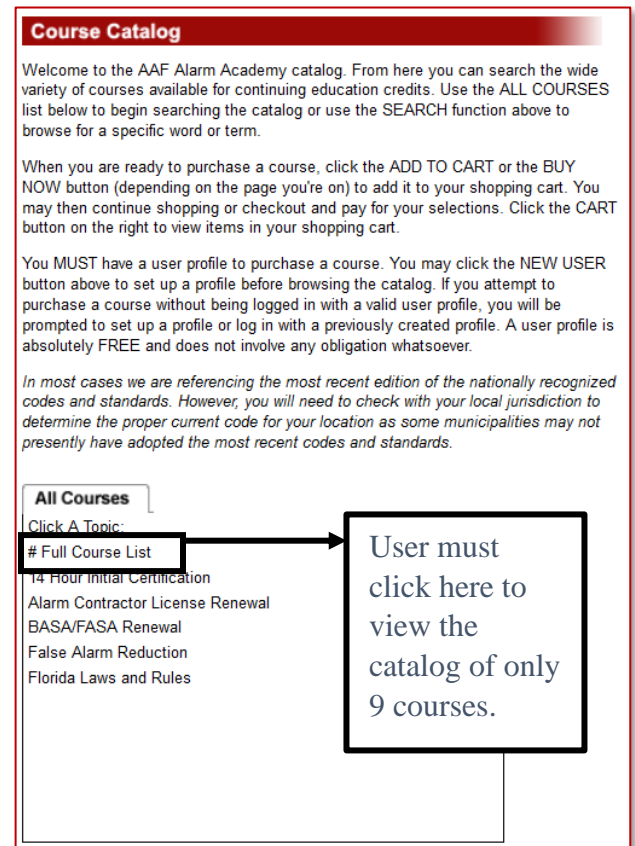 Course Catalog
Welcome to the AAF Alarm Academy catalog. From here you can search the wide
variety of courses available for continuing education credits. Use the ALL COURSES
list below to begin searching the catalog or use the SEARCH function above to
browse for a specific word or term.
When you are ready to purchase a course, click the ADD TO CART or the BUY
NOW button (depending on the page you're on) to add it to your shopping cart. You
may then continue shopping or checkout and pay for your selections. Click the CART
button on the right to view items in your shopping cart.
You MUST have a user profile to purchase a course. You may click the NEW USER
button above to set up a profile before browsing the catalog. If you attempt to
purchase a course without being logged in with a valid user profile, you will be
prompted to set up a profile or log in with a previously created profile. A user profile is
absolutely FREE and does not involve any obligation whatsoever.
In most cases we are referencing the most recent edition of the nationally recognized
codes and standards. However, you will need to check with your local jurisdiction to
determine the proper current code for your location as some municipalities may not
presently have adopted the most recent codes and standards.
All Courses
Click A Topic:
# Full Course List
14 Hour Initial Certification
Alarm Contractor License Renewal
BASA/FASA Renewal
False Alarm Reduction
Florida Laws and Rules
User must
click here to
view the
catalog of only
9 courses.